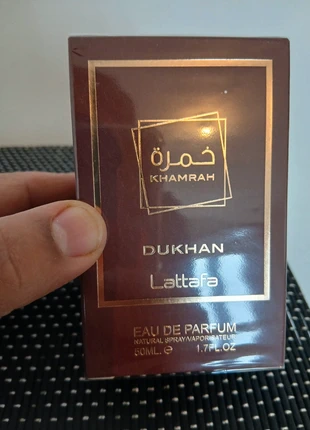 خمرة
KHAMRAH
DUKHAN
Lattafa
EAU DE PARFUM
NATURAL SPRAY/VAPORISATEUR
50ML. ℮ 1.7FL.OZ